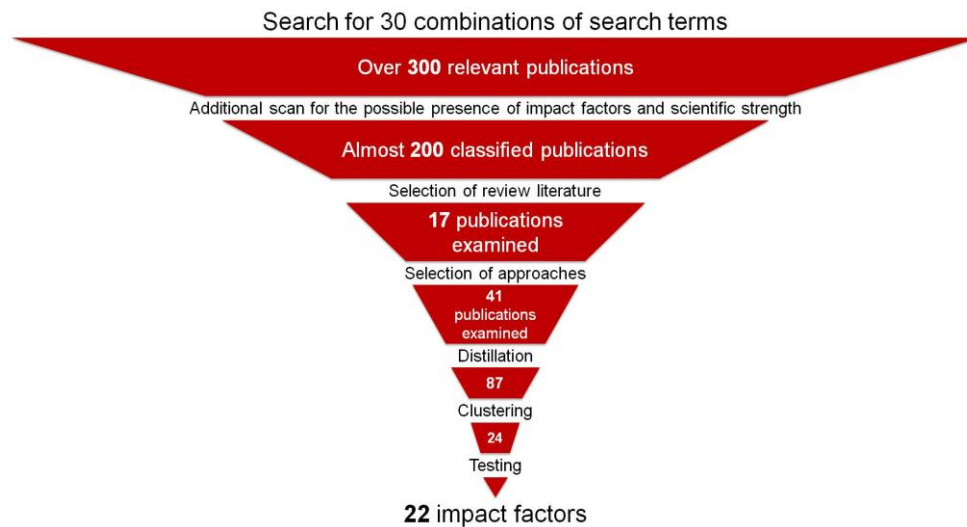 Search for 30 combinations of search terms
Over 300 relevant publications
Additional scan for the possible presence of impact factors and scientific strength
Almost 200 classified publications
Selection of review literature
17 publications
examined
Selection of approaches
41
publications
examined
Distillation
87
Clustering
24
Testing
22 impact factors